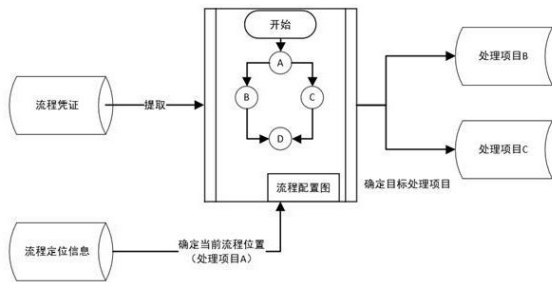 开始
A
B
C
D
流程配置图
流程凭证
提取
处理项目B
处理项目C
确定目标处理项目
流程定位信息
确定当前流程位置
（处理项目A）